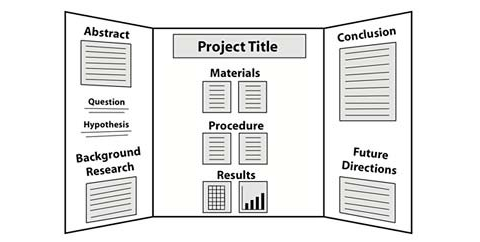 Abstract
Question
Hypothesis
Background
Research
Project Title
Materials
Procedure
Results
Conclusion
Future
Directions